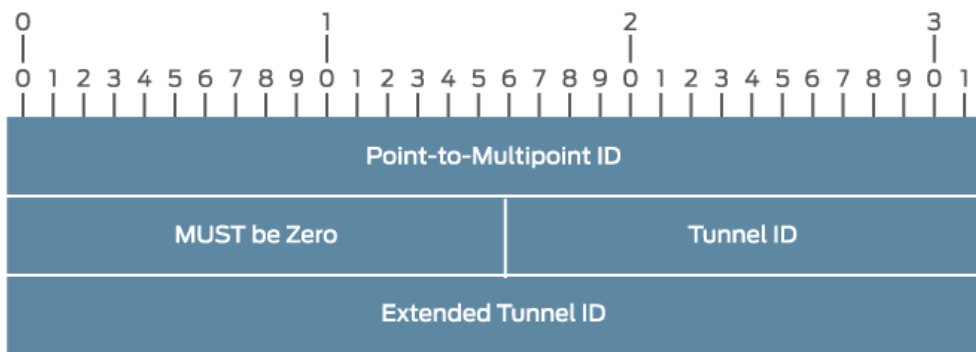 0 1 2 3
0 1 2 3 4 5 6 7 8 9 0 1 2 3 4 5 6 7 8 9 0 1 2 3 4 5 6 7 8 9 0 1
Point-to-Multipoint ID
MUST be Zero Tunnel ID
Extended Tunnel ID